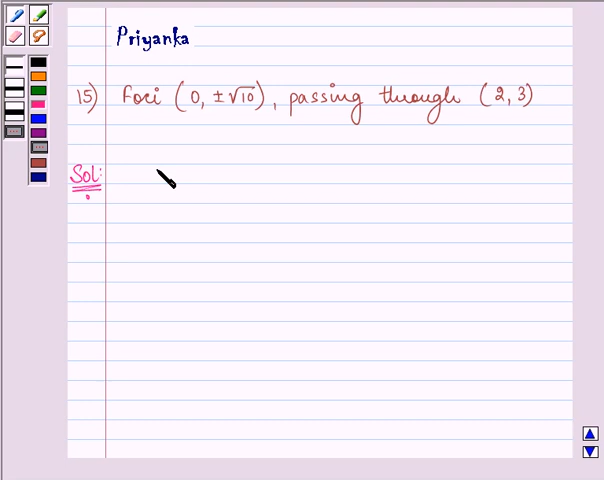 Priyanka
15) Foci (0, ±√10), passing through (2, 3)
Sol: